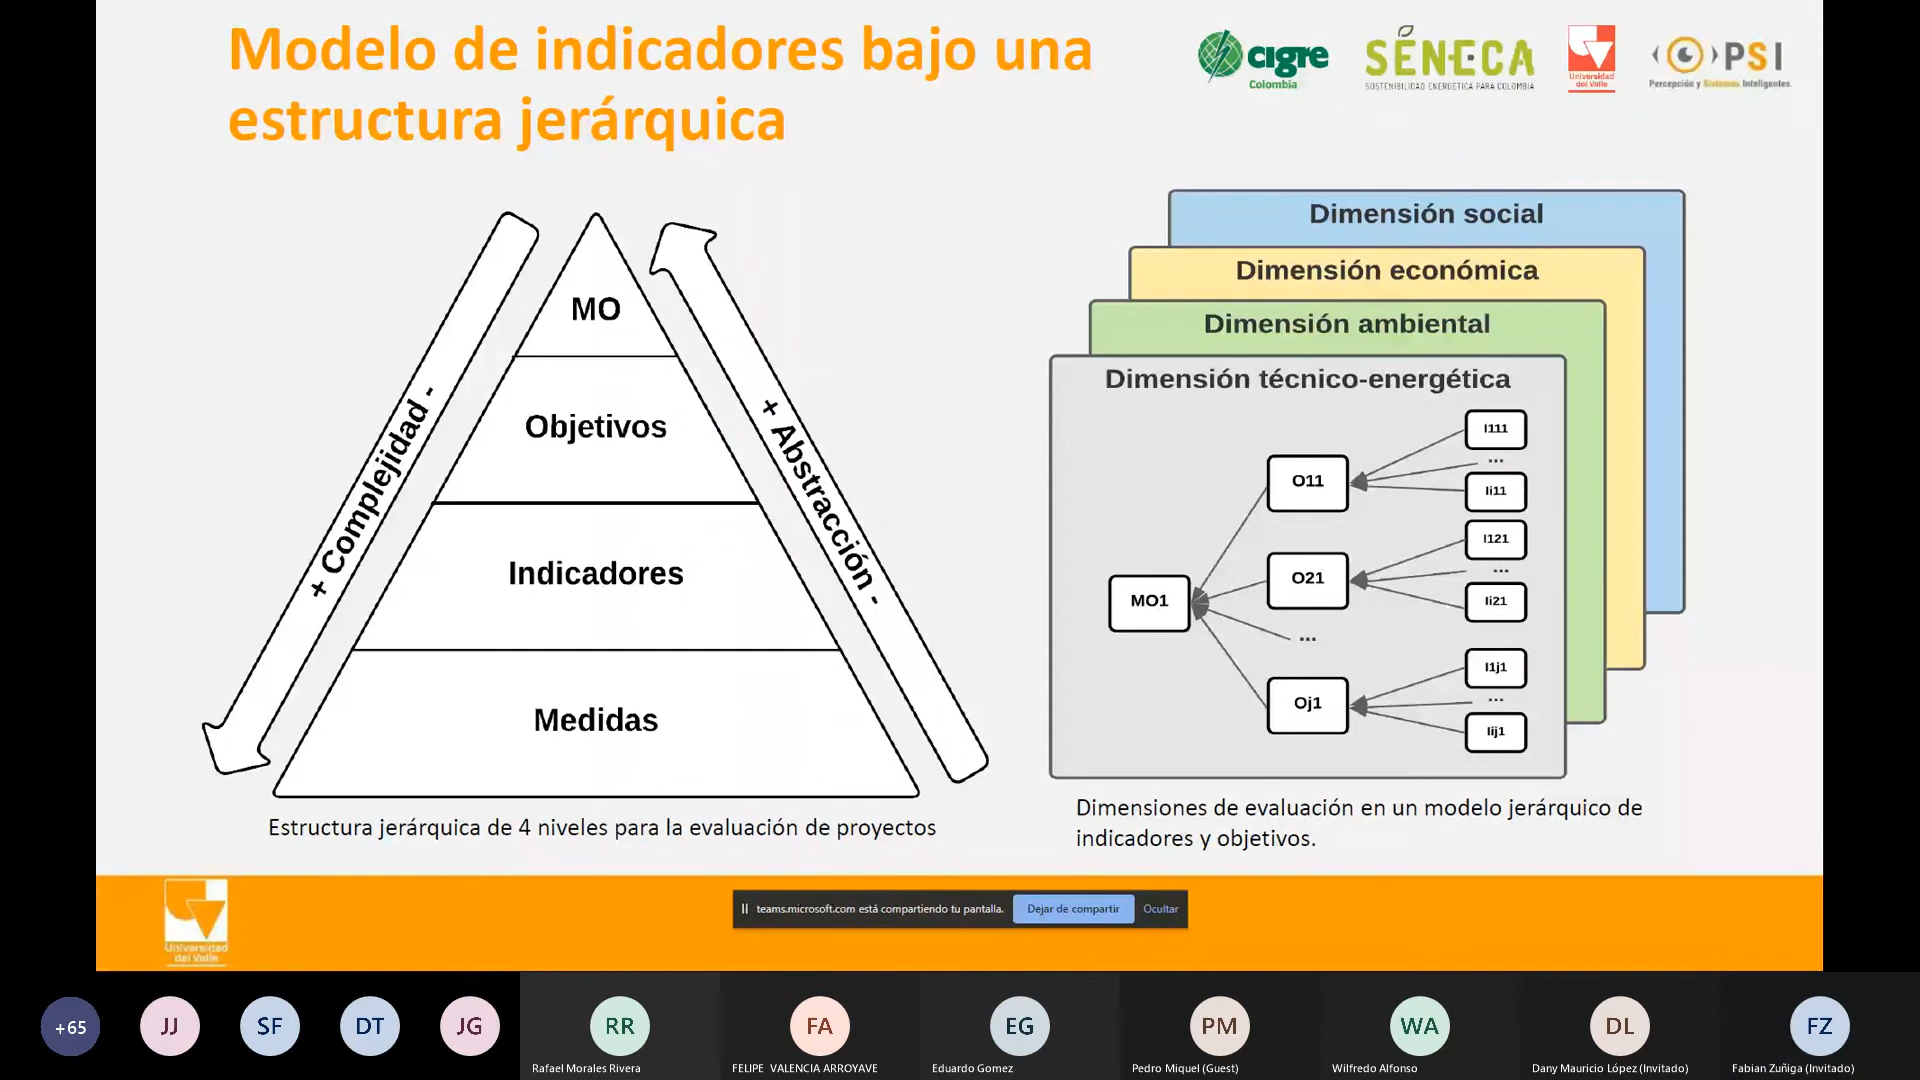 Modelo de indicadores bajo una
estructura jerárquica
cigre
Colombia
SÉNECA
SOSTENIBILIDAD ENERGÉTICA PARA COLOMBIA
Universidad
del Valle
PSI
Percepción y Sistemas Inteligentes
MO
Objetivos
Indicadores
Medidas
+ Complejidad -
+ Abstracción -
Estructura jerárquica de 4 niveles para la evaluación de proyectos
Dimensión social
Dimensión económica
Dimensión ambiental
Dimensión técnico-energética
MO1
O11
O21
...
Oj1
I111
...
Ii11
I121
...
Ii21
I1j1
...
Iij1
Dimensiones de evaluación en un modelo jerárquico de
indicadores y objetivos.
Universidad
del Valle
teams.microsoft.com está compartiendo tu pantalla.
Dejar de compartir
Ocultar
+65
JJ
SF
DT
JG
RR
Rafael Morales Rivera
FA
FELIPE VALENCIA ARROYAVE
EG
Eduardo Gomez
PM
Pedro Miquel (Guest)
WA
Wilfredo Alfonso
DL
Dany Mauricio López (Invitado)
FZ
Fabian Zuñiga (Invitado)